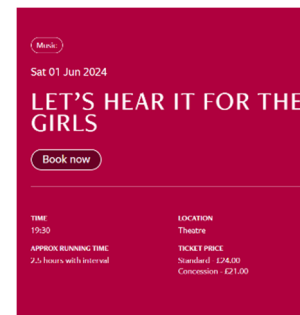 Music
Sat 01 Jun 2024
LET'S HEAR IT FOR THE
GIRLS
Book now
TIME
19:30
LOCATION
Theatre
APPROX RUNNING TIME
2.5 hours with interval
TICKET PRICE
Standard - £24.00
Concession - £21.00